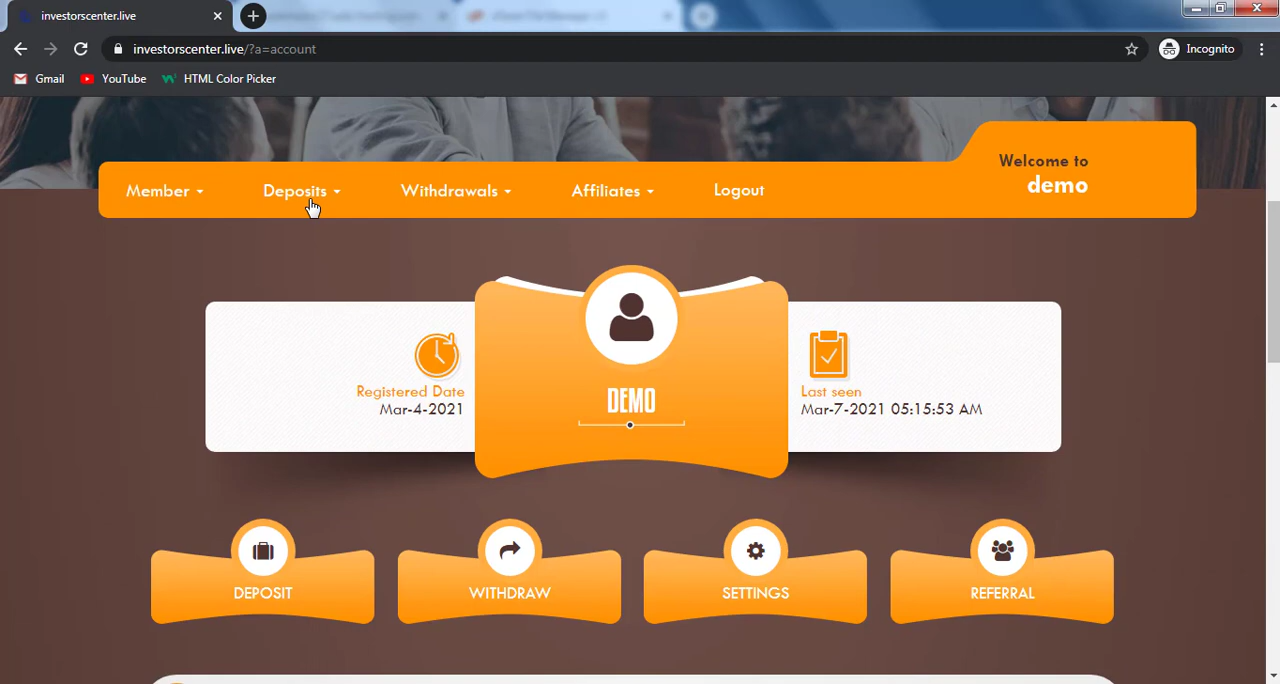 investorscenter.live
investorscenter.live/?a=account
Incognito
Gmail
YouTube
HTML Color Picker
Welcome to
demo
Member
Deposits
Withdrawals
Affiliates
Logout
Registered Date
Mar-4-2021
DEMO
Last seen
Mar-7-2021 05:15:53 AM
DEPOSIT
WITHDRAW
SETTINGS
REFERRAL